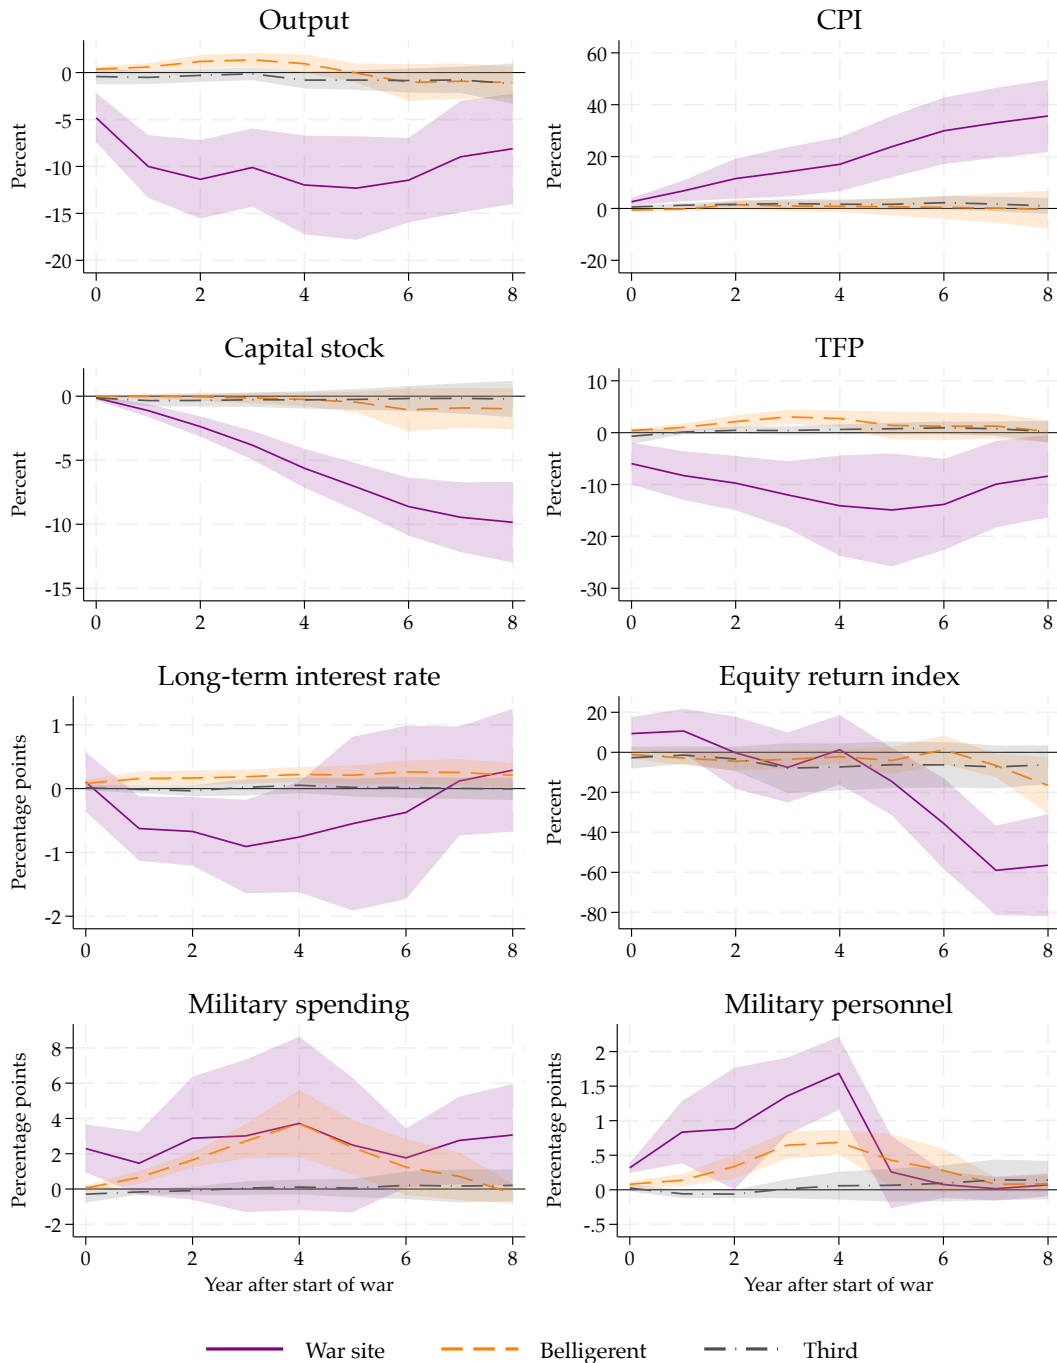 Output
CPI
Percent
0
-5
-10
-15
-20
0 2 4 6 8
Percent
60
40
20
0
-20
0 2 4 6 8
Capital stock
TFP
Percent
0
-5
-10
-15
0 2 4 6 8
Percent
10
0
-10
-20
-30
0 2 4 6 8
Long-term interest rate
Equity return index
Percentage points
1
0
-1
-2
0 2 4 6 8
Percent
20
0
-20
-40
-60
-80
0 2 4 6 8
Military spending
Military personnel
Percentage points
8
6
4
2
0
-2
0 2 4 6 8
Year after start of war
Percentage points
2
1.5
1
.5
0
-.5
0 2 4 6 8
Year after start of war
War site Belligerent Third